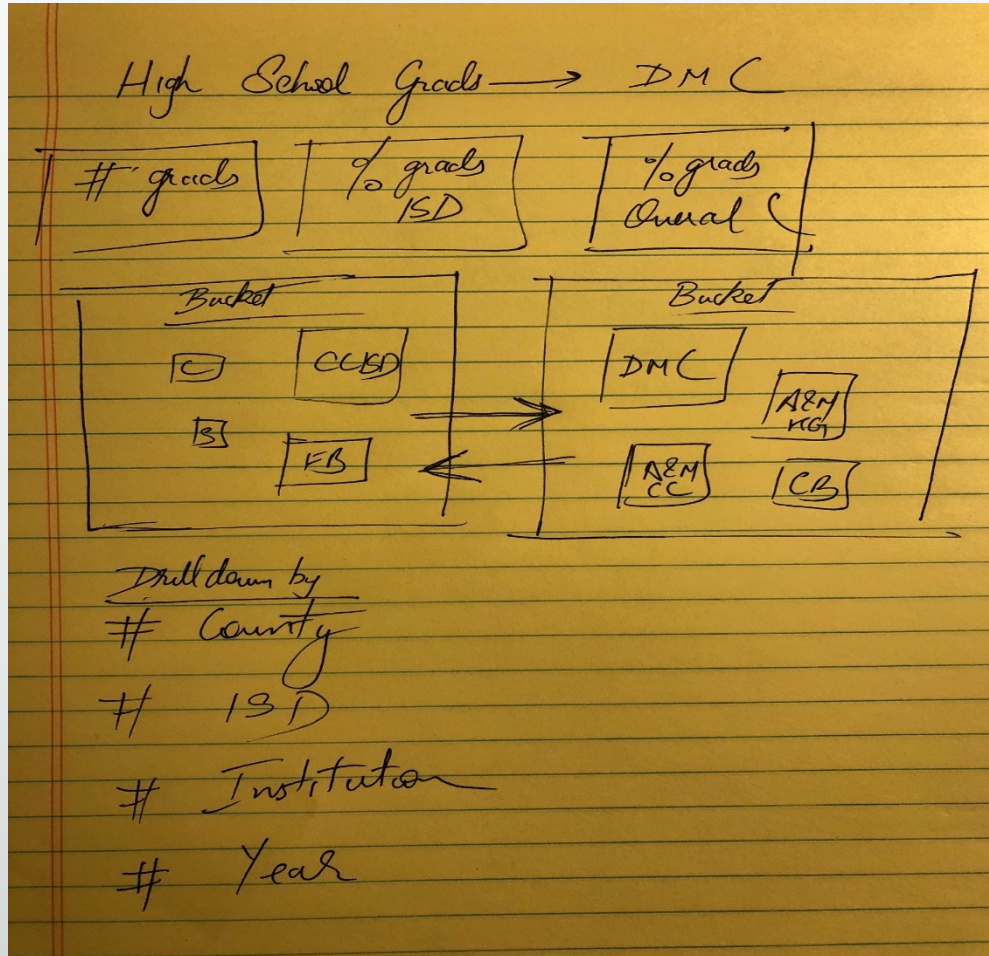 High School Grads → DMC
# grads
% grads
ISD
% grads
Overal
Bucket
C
CCISD
B
FB
Bucket
DMC
A&M
KG
A&M
CC
CB
Drill down by
# County
# ISD
# Institution
# Year